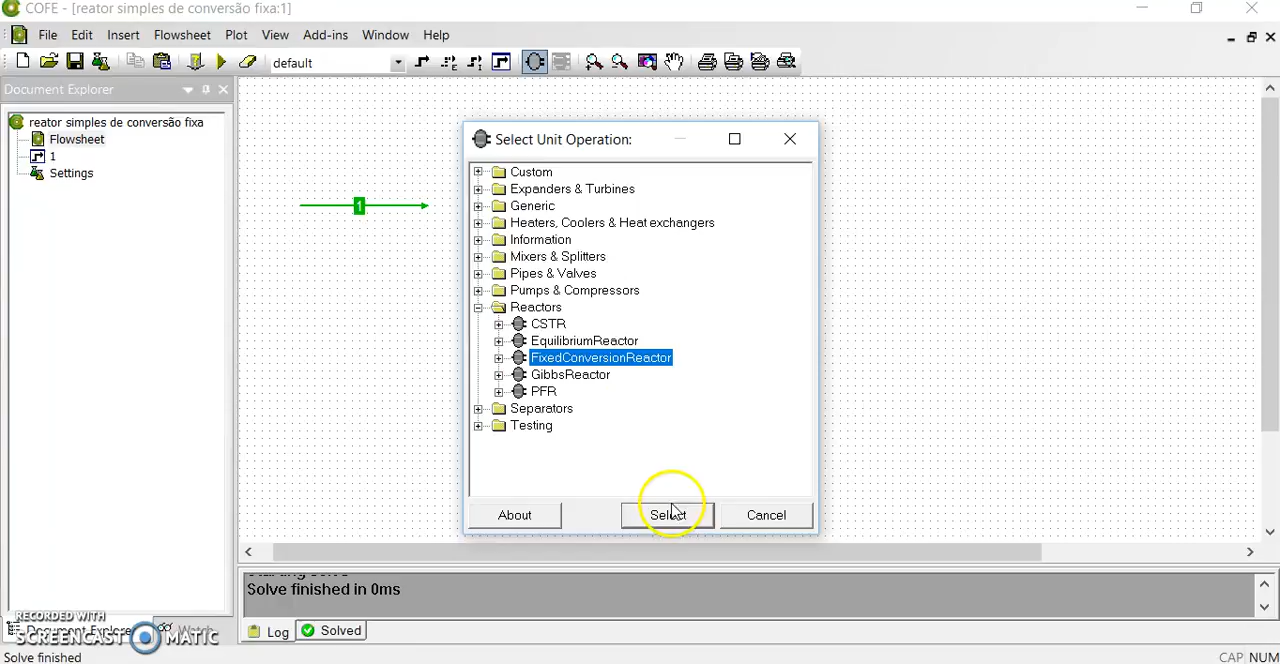 COFE - [reator simples de conversão fixa:1]
File Edit Insert Flowsheet Plot View Add-ins Window Help
default
Document Explorer
reator simples de conversão fixa
Flowsheet
1
Settings
1
Select Unit Operation:
Custom
Expanders & Turbines
Generic
Heaters, Coolers & Heat exchangers
Information
Mixers & Splitters
Pipes & Valves
Pumps & Compressors
Reactors
CSTR
EquilibriumReactor
FixedConversionReactor
GibbsReactor
PFR
Separators
Testing
About Select Cancel
Solve finished in 0ms
Log Solved
RECORDED WITH
SCREENCAST MATIC
Solve finished
CAP NUM